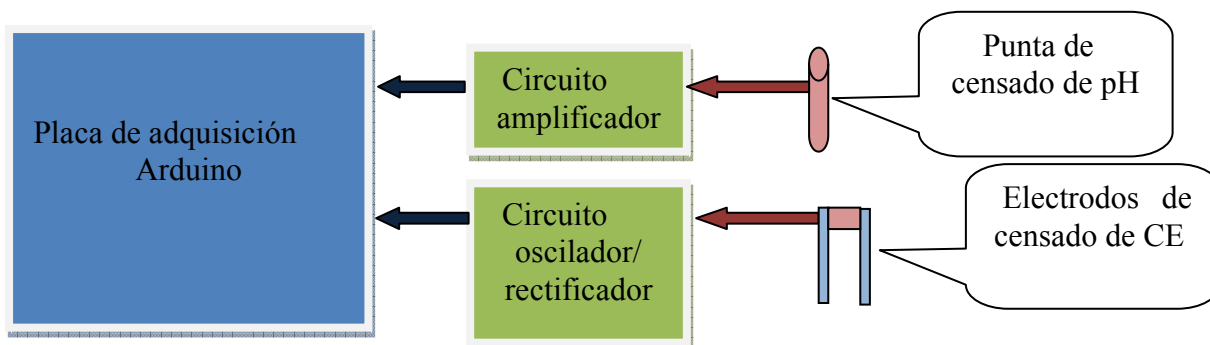 Placa de adquisición
Arduino
Circuito
amplificador
Punta de
censado de pH
Circuito
oscilador/
rectificador
Electrodos de
censado de CE